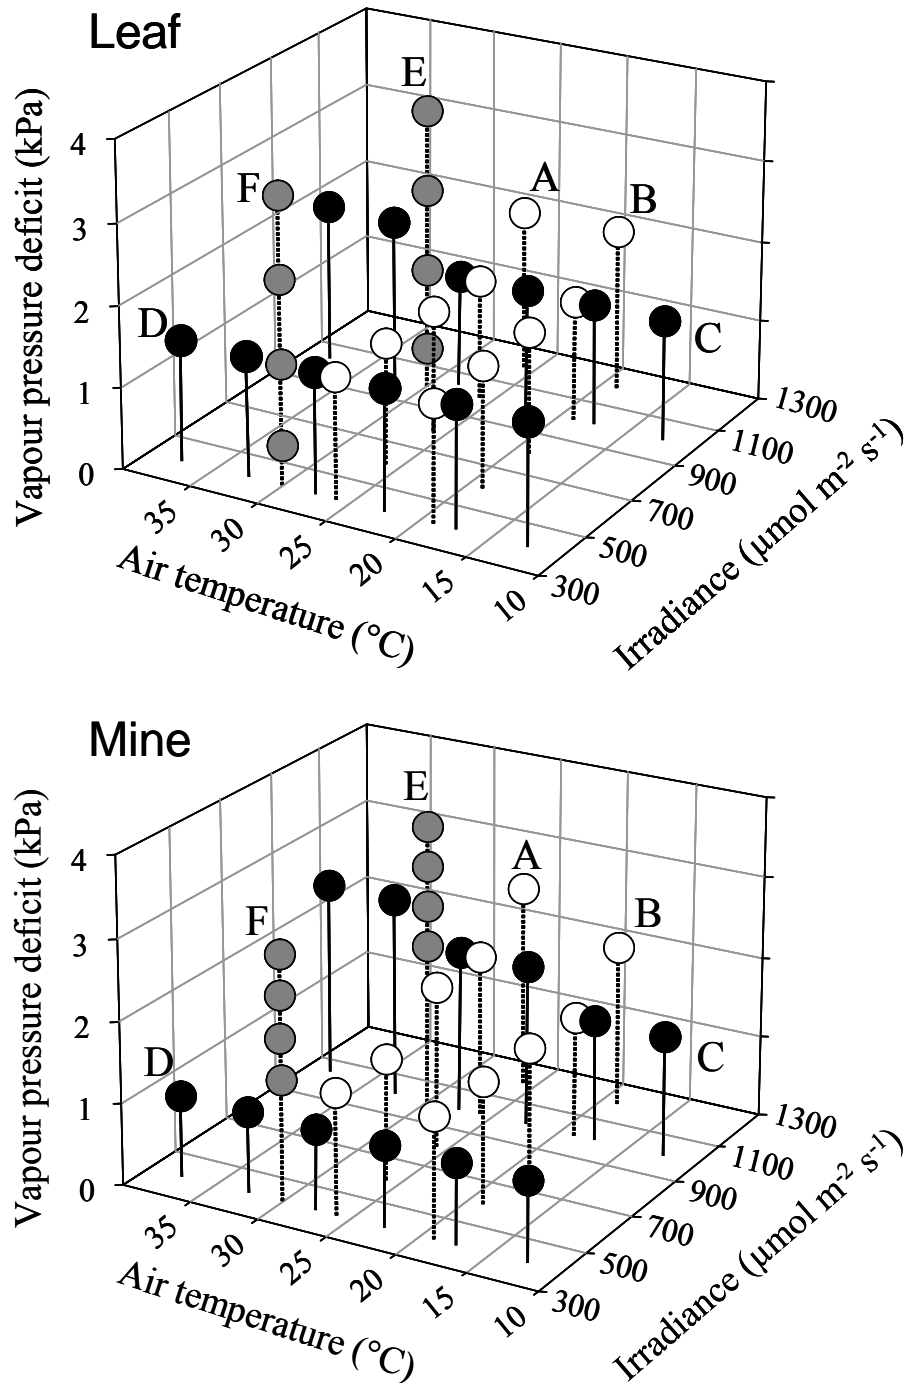 Leaf
E
A
F
B
D
C
Vapour pressure deficit (kPa)
4
3
2
1
0
35
30
25
20
15
10
Air temperature (°C)
300
500
700
900
1100
1300
Irradiance (μmol m-2 s-1)
Mine
E
A
F
B
D
C
Vapour pressure deficit (kPa)
4
3
2
1
0
35
30
25
20
15
10
Air temperature (°C)
300
500
700
900
1100
1300
Irradiance (μmol m-2 s-1)